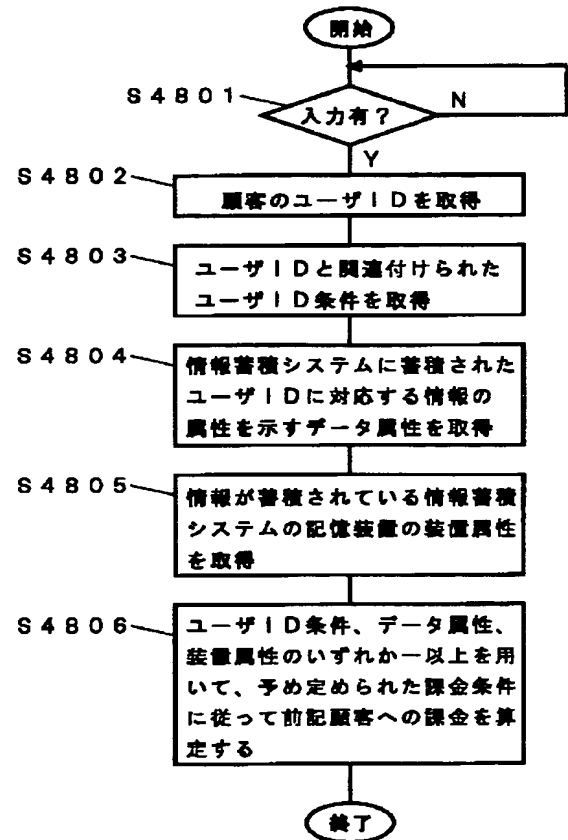 開始
S4801
入力有？
N
Y
S4802
顧客のユーザIDを取得
S4803
ユーザIDと関連付けられた
ユーザID条件を取得
S4804
情報蓄積システムに蓄積された
ユーザIDに対応する情報の
属性を示すデータ属性を取得
S4805
情報が蓄積されている情報蓄積
システムの記憶装置の装置属性
を取得
S4806
ユーザID条件、データ属性、
装置属性のいずれか一以上を用
いて、予め定められた課金条件
に従って前記顧客への課金を算
定する
終了